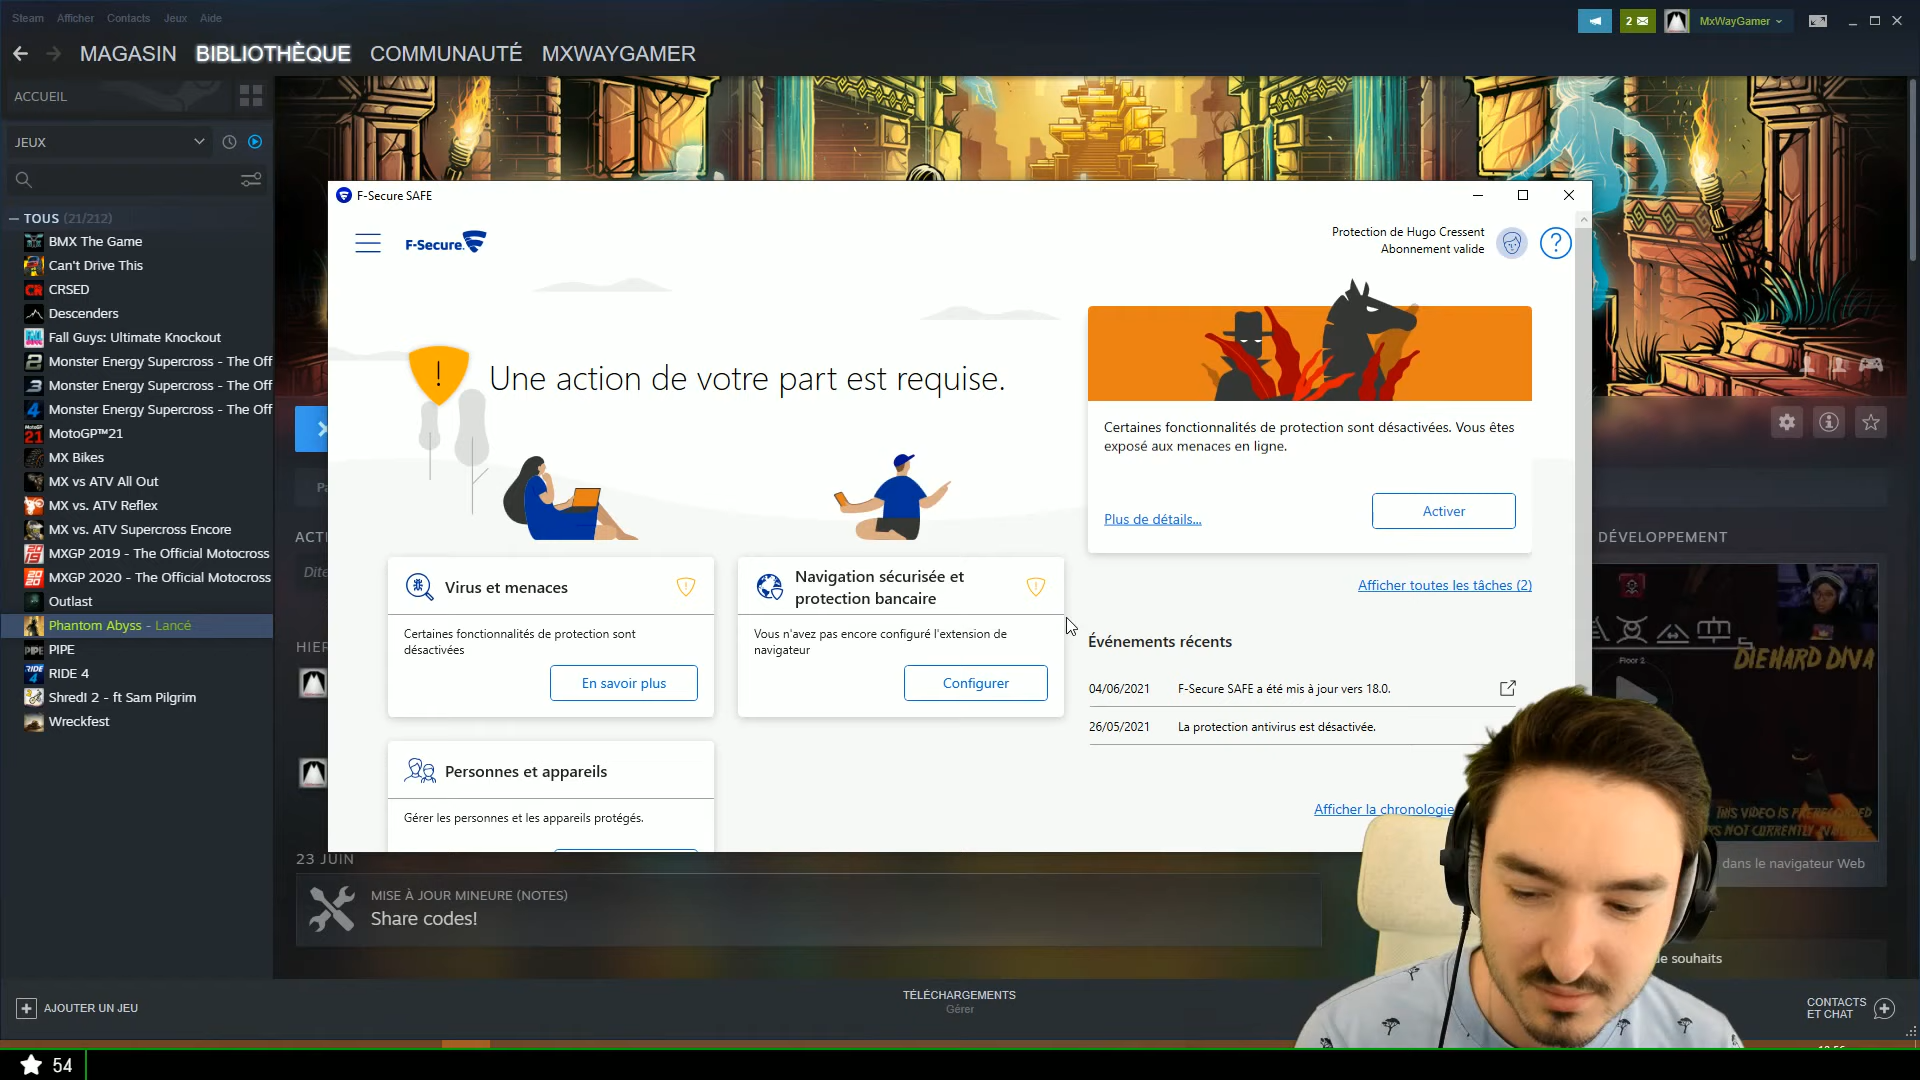 Steam Afficher Contacts Jeux Aide
2
MxWayGamer
MAGASIN BIBLIOTHÈQUE COMMUNAUTÉ MXWAYGAMER
ACCUEIL
JEUX
TOUS (21/212)
BMX The Game
Can't Drive This
CRSED
Descenders
Fall Guys: Ultimate Knockout
Monster Energy Supercross - The Off
Monster Energy Supercross - The Off
Monster Energy Supercross - The Off
MotoGP™21
MX Bikes
MX vs ATV All Out
MX vs. ATV Reflex
MX vs. ATV Supercross Encore
MXGP 2019 - The Official Motocross
MXGP 2020 - The Official Motocross
Outlast
Phantom Abyss - Lancé
PIPE
RIDE 4
Shred! 2 - ft Sam Pilgrim
Wreckfest
F-Secure SAFE
F-Secure
Protection de Hugo Cressent
Abonnement valide
?
!
Une action de votre part est requise.
Certaines fonctionnalités de protection sont désactivées. Vous êtes
exposé aux menaces en ligne.
Plus de détails...
Activer
Virus et menaces
Certaines fonctionnalités de protection sont
désactivées
En savoir plus
Navigation sécurisée et
protection bancaire
Vous n'avez pas encore configuré l'extension de
navigateur
Configurer
Afficher toutes les tâches (2)
Événements récents
04/06/2021 F-Secure SAFE a été mis à jour vers 18.0.
26/05/2021 La protection antivirus est désactivée.
Personnes et appareils
Gérer les personnes et les appareils protégés.
Afficher la chronologie
DÉVELOPPEMENT
Floor 2
DIEHARD DIVA
THIS VIDEO IS PRERECORDED
dans le navigateur Web
23 JUIN
MISE À JOUR MINEURE (NOTES)
Share codes!
de souhaits
AJOUTER UN JEU
TÉLÉCHARGEMENTS
Gérer
CONTACTS
ET CHAT
54